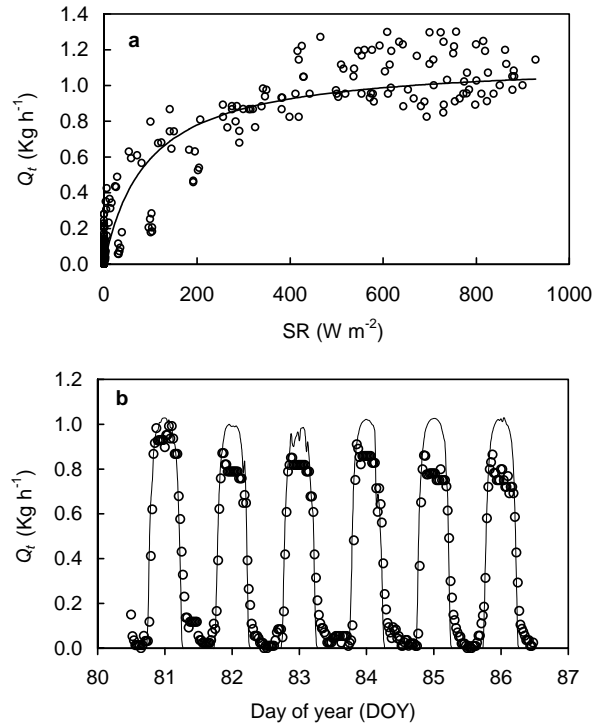 a
1.4
1.2
1.0
0.8
0.6
0.4
0.2
0.0
Qt (Kg h-1)
0 200 400 600 800 1000
SR (W m-2)
b
1.2
1.0
0.8
0.6
0.4
0.2
0.0
Qt (Kg h-1)
80 81 82 83 84 85 86 87
Day of year (DOY)